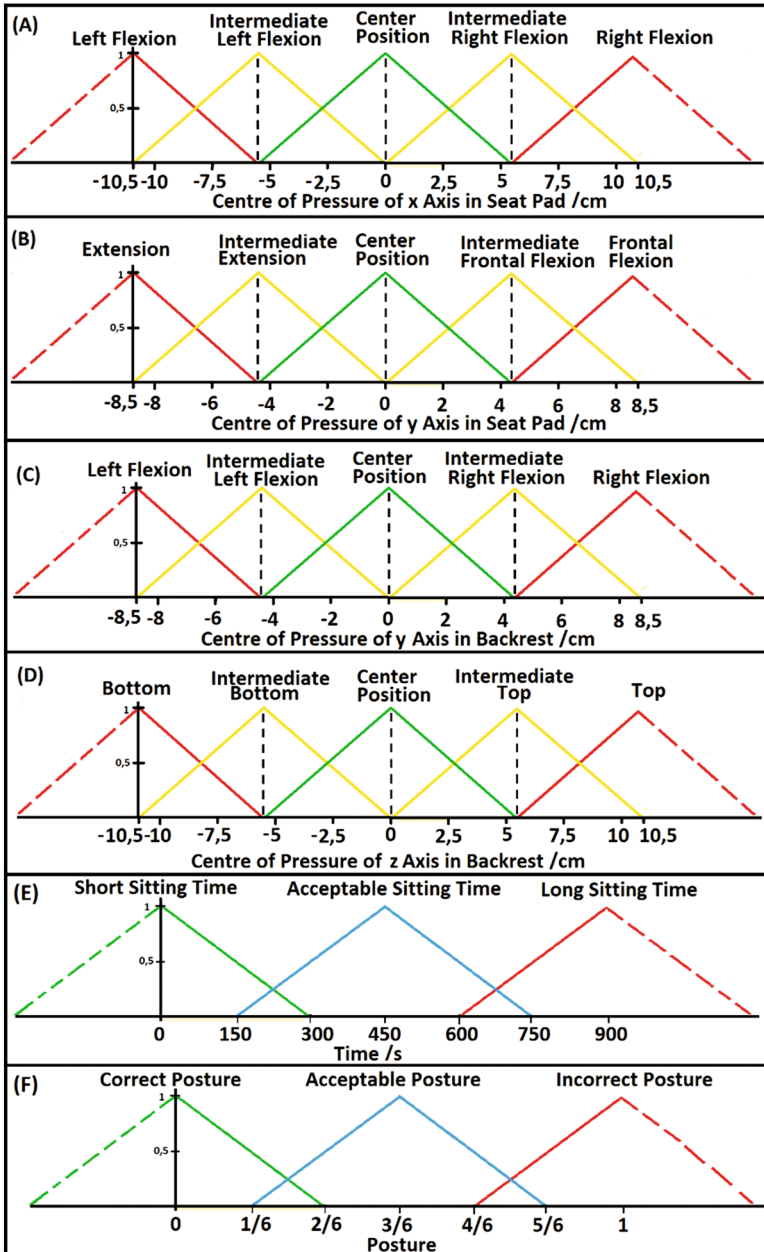 (A)
Left Flexion
Intermediate
Left Flexion
Center
Position
Intermediate
Right Flexion
Right Flexion
1
0,5
-10,5 -10 -7,5 -5 -2,5 0 2,5 5 7,5 10 10,5
Centre of Pressure of x Axis in Seat Pad /cm
(B)
Extension
Intermediate
Extension
Center
Position
Intermediate
Frontal Flexion
Frontal
Flexion
1
0,5
-8,5 -8 -6 -4 -2 0 2 4 6 8 8,5
Centre of Pressure of y Axis in Seat Pad /cm
(C)
Left Flexion
Intermediate
Left Flexion
Center
Position
Intermediate
Right Flexion
Right Flexion
1
0,5
-8,5 -8 -6 -4 -2 0 2 4 6 8 8,5
Centre of Pressure of y Axis in Backrest /cm
(D)
Bottom
Intermediate
Bottom
Center
Position
Intermediate
Top
Top
1
0,5
-10,5 -10 -7,5 -5 -2,5 0 2,5 5 7,5 10 10,5
Centre of Pressure of z Axis in Backrest /cm
(E)
Short Sitting Time
Acceptable Sitting Time
Long Sitting Time
1
0,5
0 150 300 450 600 750 900
Time /s
(F)
Correct Posture
Acceptable Posture
Incorrect Posture
1
0,5
0 1/6 2/6 3/6 4/6 5/6 1
Posture